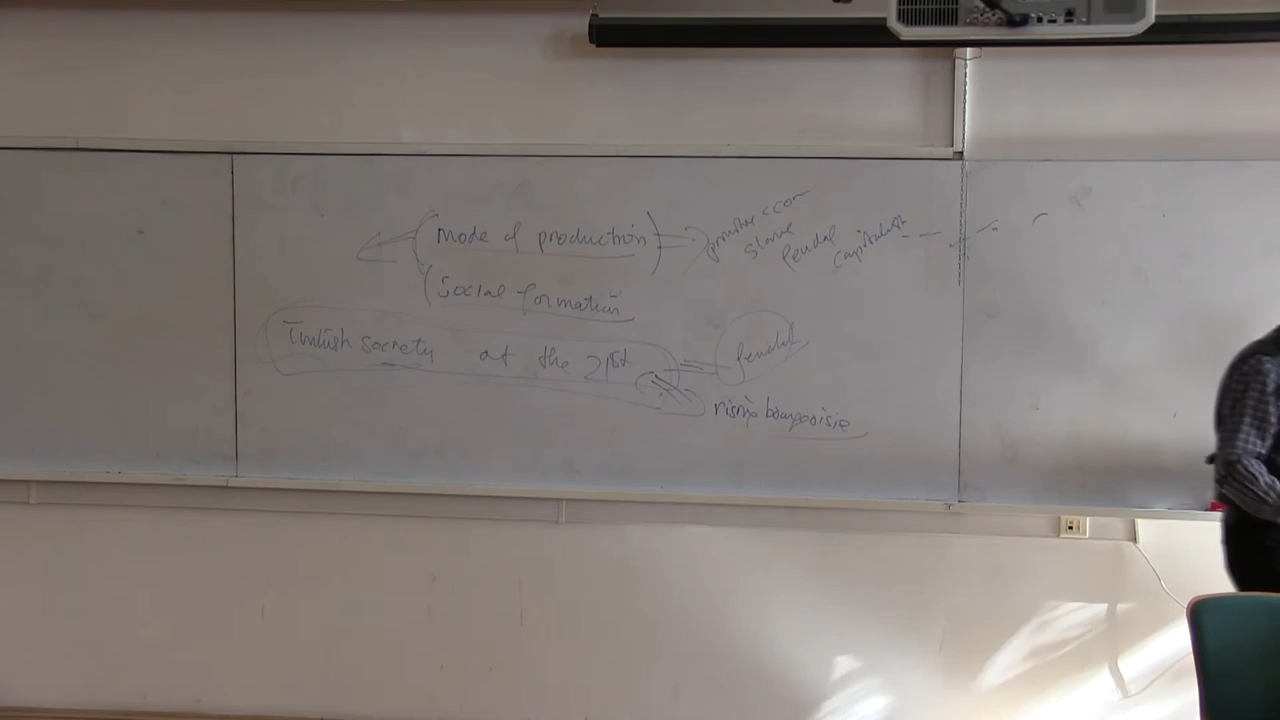 (mode of production)
primitive com
slave
feudal
capitalist
(social formation
Turkish society at the 21st
feudal
rising bourgeoisie